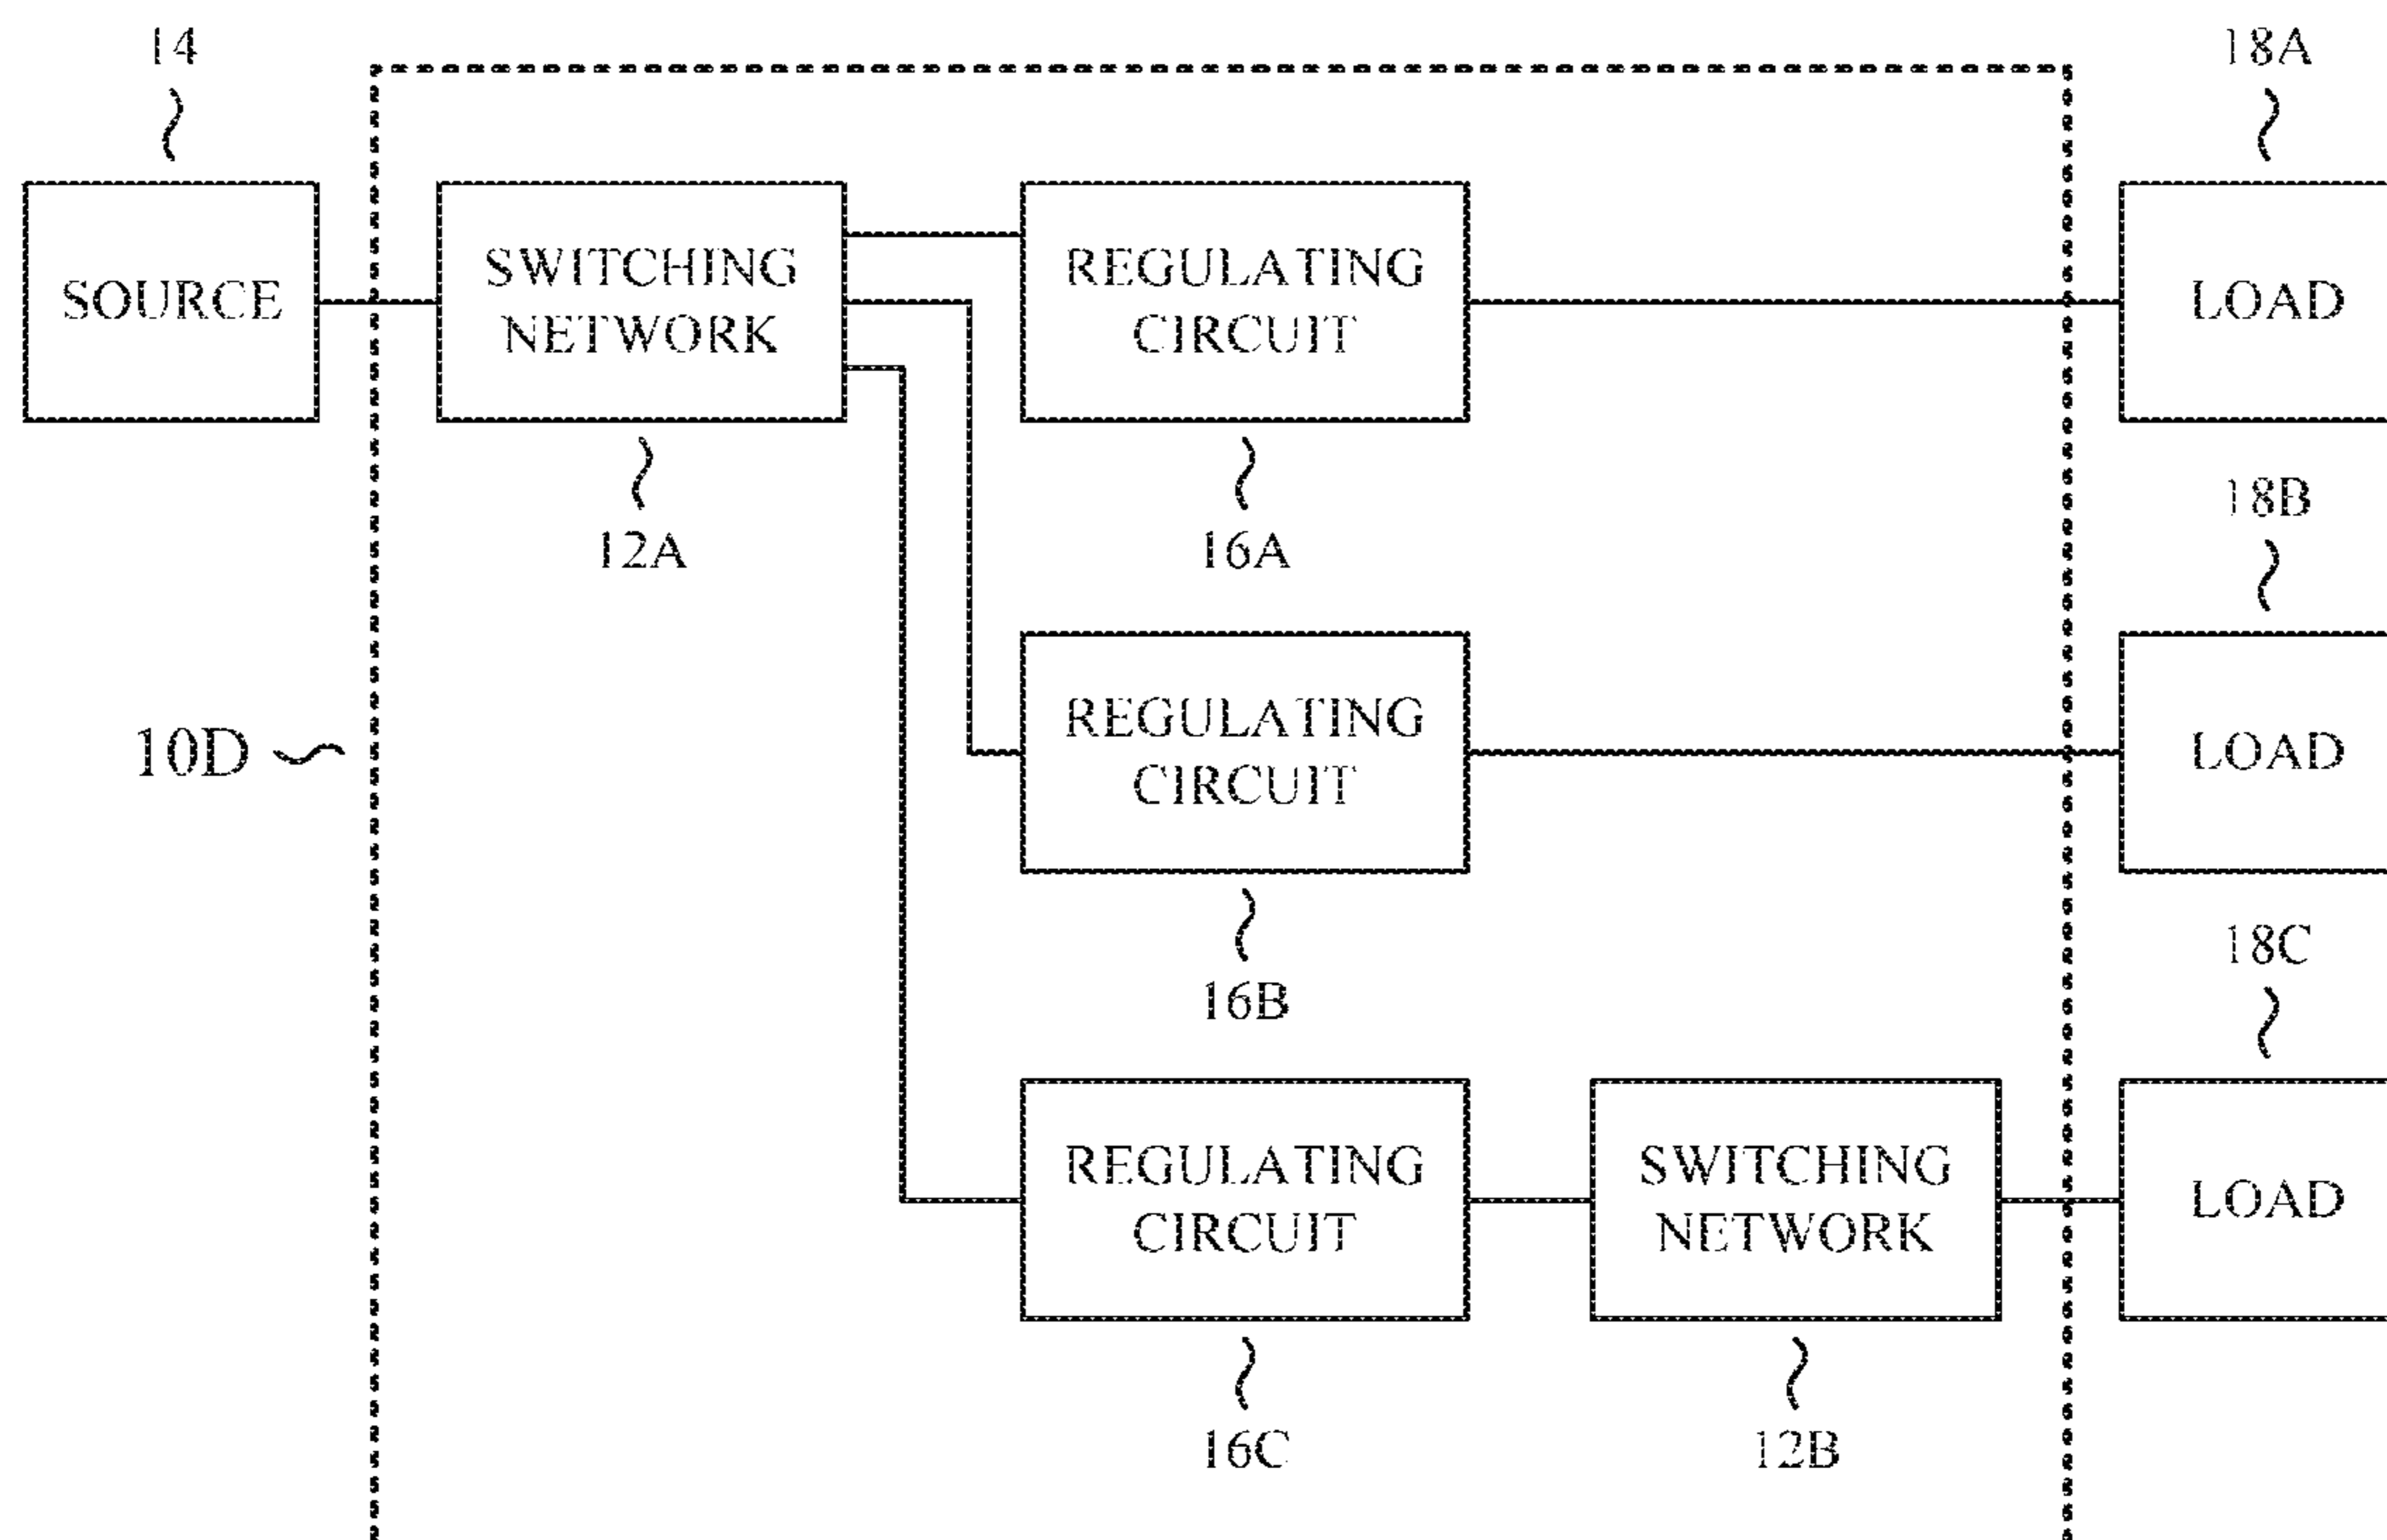 14
18A
SOURCE
SWITCHING
NETWORK
REGULATING
CIRCUIT
LOAD
12A
16A
18B
10D
REGULATING
CIRCUIT
LOAD
16B
18C
REGULATING
CIRCUIT
SWITCHING
NETWORK
LOAD
16C
12B